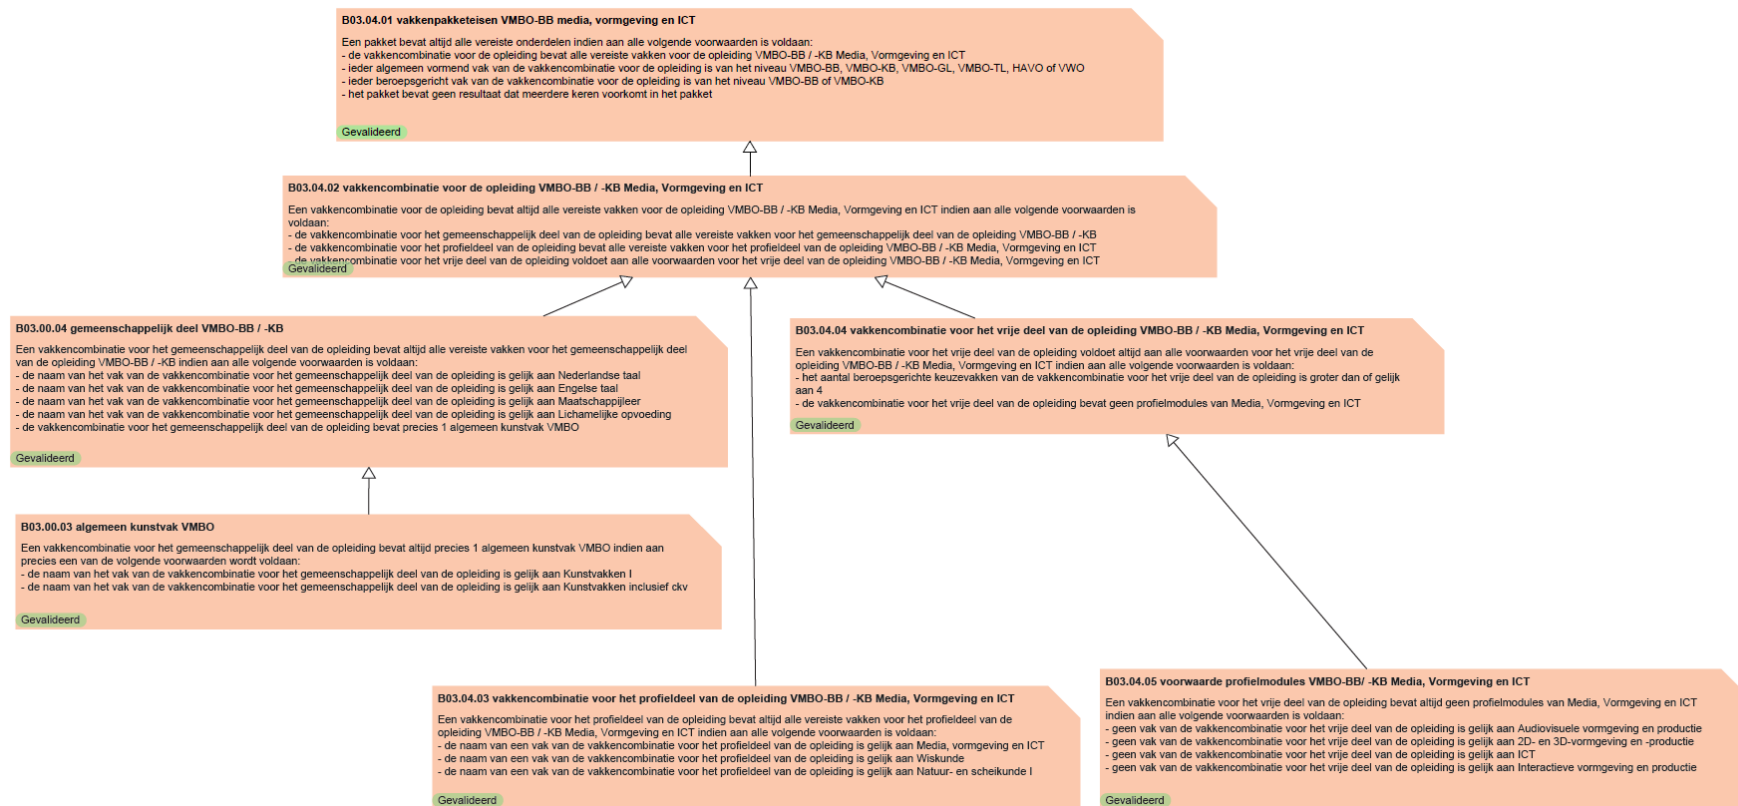 B03.04.01 vakkenpakketeisen VMBO-BB media, vormgeving en ICT
Een pakket bevat altijd alle vereiste onderdelen indien aan alle volgende voorwaarden is voldaan:
- de vakkencombinatie voor de opleiding bevat alle vereiste vakken voor de opleiding VMBO-BB / -KB Media, Vormgeving en ICT
- ieder algemeen vormend vak van de vakkencombinatie voor de opleiding is van het niveau VMBO-BB, VMBO-KB, VMBO-GL, VMBO-TL, HAVO of VWO
- ieder beroepsgericht vak van de vakkencombinatie voor de opleiding is van het niveau VMBO-BB of VMBO-KB
- het pakket bevat geen resultaat dat meerdere keren voorkomt in het pakket
Gevalideerd
B03.04.02 vakkencombinatie voor de opleiding VMBO-BB / -KB Media, Vormgeving en ICT
Een vakkencombinatie voor de opleiding bevat altijd alle vereiste vakken voor de opleiding VMBO-BB / -KB Media, Vormgeving en ICT indien aan alle volgende voorwaarden is
voldaan:
- de vakkencombinatie voor het gemeenschappelijk deel van de opleiding bevat alle vereiste vakken voor het gemeenschappelijk deel van de opleiding VMBO-BB / -KB
- de vakkencombinatie voor het profieldeel van de opleiding bevat alle vereiste vakken voor het profieldeel van de opleiding VMBO-BB / -KB Media, Vormgeving en ICT
- de vakkencombinatie voor het vrije deel van de opleiding voldoet aan alle voorwaarden voor het vrije deel van de opleiding VMBO-BB / -KB Media, Vormgeving en ICT
Gevalideerd
B03.00.04 gemeenschappelijk deel VMBO-BB / -KB
Een vakkencombinatie voor het gemeenschappelijk deel van de opleiding bevat altijd alle vereiste vakken voor het gemeenschappelijk deel
van de opleiding VMBO-BB / -KB indien aan alle volgende voorwaarden is voldaan:
- de naam van het vak van de vakkencombinatie voor het gemeenschappelijk deel van de opleiding is gelijk aan Nederlandse taal
- de naam van het vak van de vakkencombinatie voor het gemeenschappelijk deel van de opleiding is gelijk aan Engelse taal
- de naam van het vak van de vakkencombinatie voor het gemeenschappelijk deel van de opleiding is gelijk aan Maatschappijleer
- de naam van het vak van de vakkencombinatie voor het gemeenschappelijk deel van de opleiding is gelijk aan Lichamelijke opvoeding
- de vakkencombinatie voor het gemeenschappelijk deel van de opleiding bevat precies 1 algemeen kunstvak VMBO
Gevalideerd
B03.04.04 vakkencombinatie voor het vrije deel van de opleiding VMBO-BB / -KB Media, Vormgeving en ICT
Een vakkencombinatie voor het vrije deel van de opleiding voldoet altijd aan alle voorwaarden voor het vrije deel van de
opleiding VMBO-BB / -KB Media, Vormgeving en ICT indien aan alle volgende voorwaarden is voldaan:
- het aantal beroepsgerichte keuzevakken van de vakkencombinatie voor het vrije deel van de opleiding is groter dan of gelijk
aan 4
- de vakkencombinatie voor het vrije deel van de opleiding bevat geen profielmodules van Media, Vormgeving en ICT
Gevalideerd
B03.00.03 algemeen kunstvak VMBO
Een vakkencombinatie voor het gemeenschappelijk deel van de opleiding bevat altijd precies 1 algemeen kunstvak VMBO indien aan
precies een van de volgende voorwaarden wordt voldaan:
- de naam van het vak van de vakkencombinatie voor het gemeenschappelijk deel van de opleiding is gelijk aan Kunstvakken I
- de naam van het vak van de vakkencombinatie voor het gemeenschappelijk deel van de opleiding is gelijk aan Kunstvakken inclusief ckv
Gevalideerd
B03.04.03 vakkencombinatie voor het profieldeel van de opleiding VMBO-BB / -KB Media, Vormgeving en ICT
Een vakkencombinatie voor het profieldeel van de opleiding bevat altijd alle vereiste vakken voor het profieldeel van de
opleiding VMBO-BB / -KB Media, Vormgeving en ICT indien aan alle volgende voorwaarden is voldaan:
- de naam van een vak van de vakkencombinatie voor het profieldeel van de opleiding is gelijk aan Media, vormgeving en ICT
- de naam van een vak van de vakkencombinatie voor het profieldeel van de opleiding is gelijk aan Wiskunde
- de naam van een vak van de vakkencombinatie voor het profieldeel van de opleiding is gelijk aan Natuur- en scheikunde I
Gevalideerd
B03.04.05 voorwaarde profielmodules VMBO-BB/ -KB Media, Vormgeving en ICT
Een vakkencombinatie voor het vrije deel van de opleiding bevat altijd geen profielmodules van Media, Vormgeving en ICT
indien aan alle volgende voorwaarden is voldaan:
- geen vak van de vakkencombinatie voor het vrije deel van de opleiding is gelijk aan Audiovisuele vormgeving en productie
- geen vak van de vakkencombinatie voor het vrije deel van de opleiding is gelijk aan 2D- en 3D-vormgeving en -productie
- geen vak van de vakkencombinatie voor het vrije deel van de opleiding is gelijk aan ICT
- geen vak van de vakkencombinatie voor het vrije deel van de opleiding is gelijk aan Interactieve vormgeving en productie
Gevalideerd